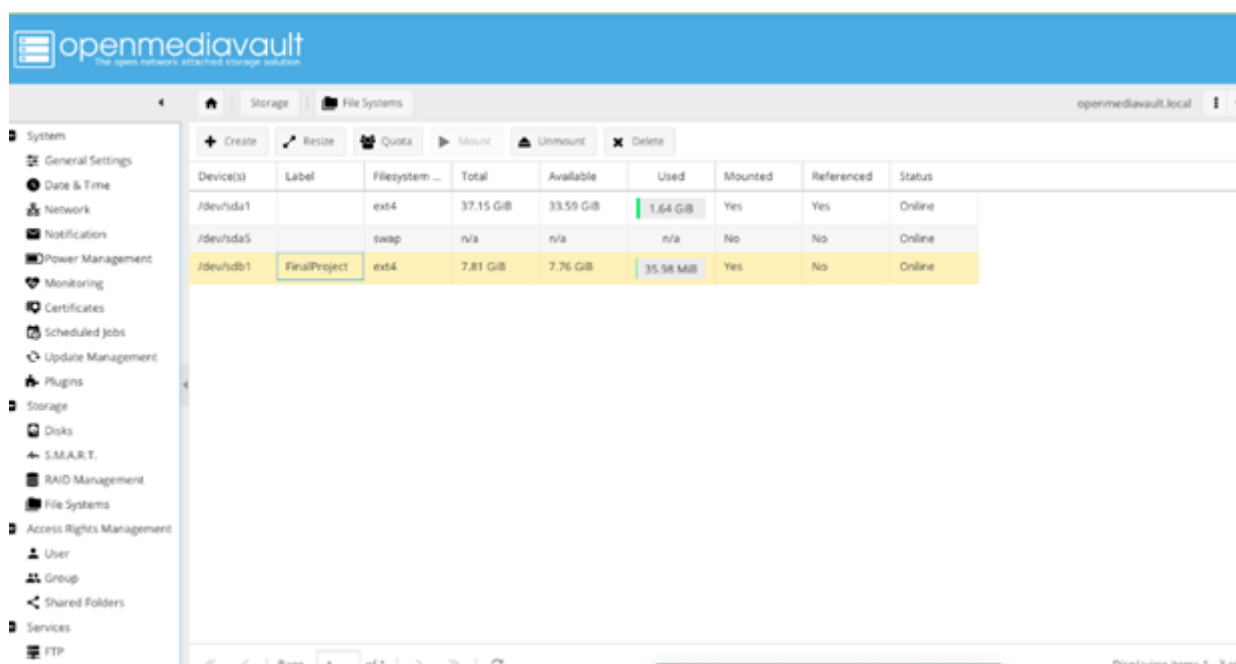 openmediavault
The open network attached storage solution
Storage File Systems openmediavault.local
System
General Settings
Date & Time
Network
Notification
Power Management
Monitoring
Certificates
Scheduled Jobs
Update Management
Plugins
Storage
Disks
S.M.A.R.T.
RAID Management
File Systems
Access Rights Management
User
Group
Shared Folders
Services
FTP
Create Resize Quota Mount Unmount Delete
Device(s) Label Filesystem ... Total Available Used Mounted Referenced Status
/dev/sda1 ext4 37.15 GiB 33.59 GiB 1.64 GiB Yes Yes Online
/dev/sda5 swap n/a n/a n/a No No Online
/dev/sdb1 FinalProject ext4 7.81 GiB 7.76 GiB 35.98 MiB Yes No Online
Page 1 of 1
Displaying items 1 - 3